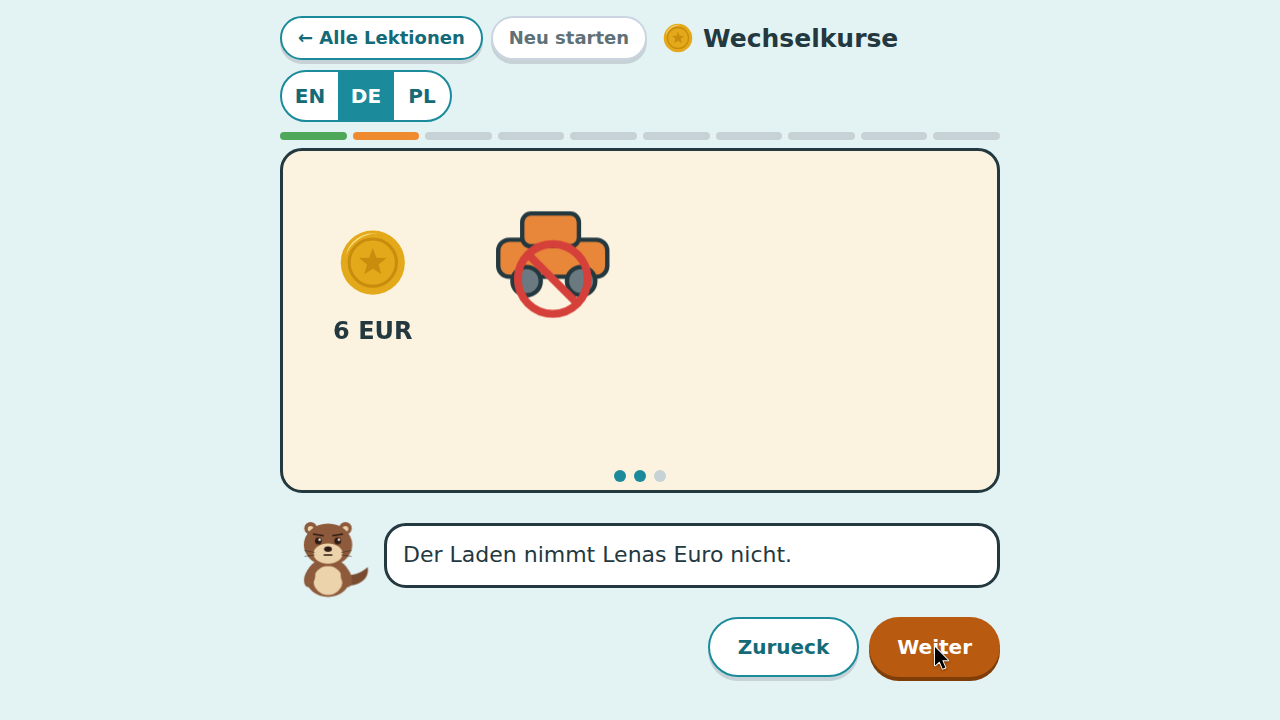 ← Alle Lektionen
Neu starten
Wechselkurse
EN DE PL
6 EUR
Der Laden nimmt Lenas Euro nicht.
Zurueck
Weiter